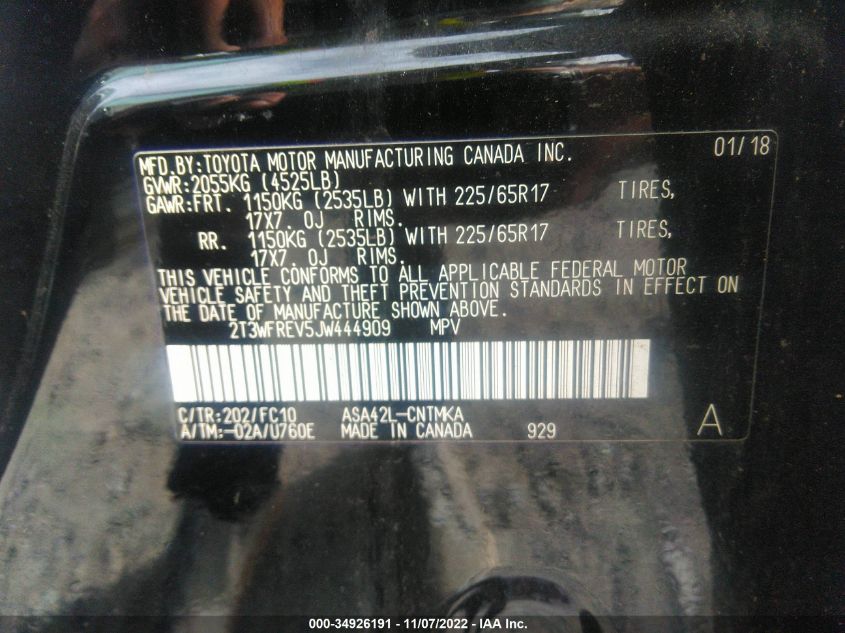 MFD.BY:TOYOTA MOTOR MANUFACTURING CANADA INC. 01/18
GVWR:2055KG (4525LB)
GAWR:FRT. 1150KG (2535LB) WITH 225/65R17 TIRES,
17X7.0J RIMS.
RR. 1150KG (2535LB) WITH 225/65R17 TIRES,
17X7.0J RIMS.
THIS VEHICLE CONFORMS TO ALL APPLICABLE FEDERAL MOTOR
VEHICLE SAFETY AND THEFT PREVENTION STANDARDS IN EFFECT ON
THE DATE OF MANUFACTURE SHOWN ABOVE.
2T3WFREV5JW444909 MPV
C/TR:202/FC10 ASA42L-CNTMKA
A/TM:-02A/U760E MADE IN CANADA 929 A
000-34926191 - 11/07/2022 - IAA Inc.